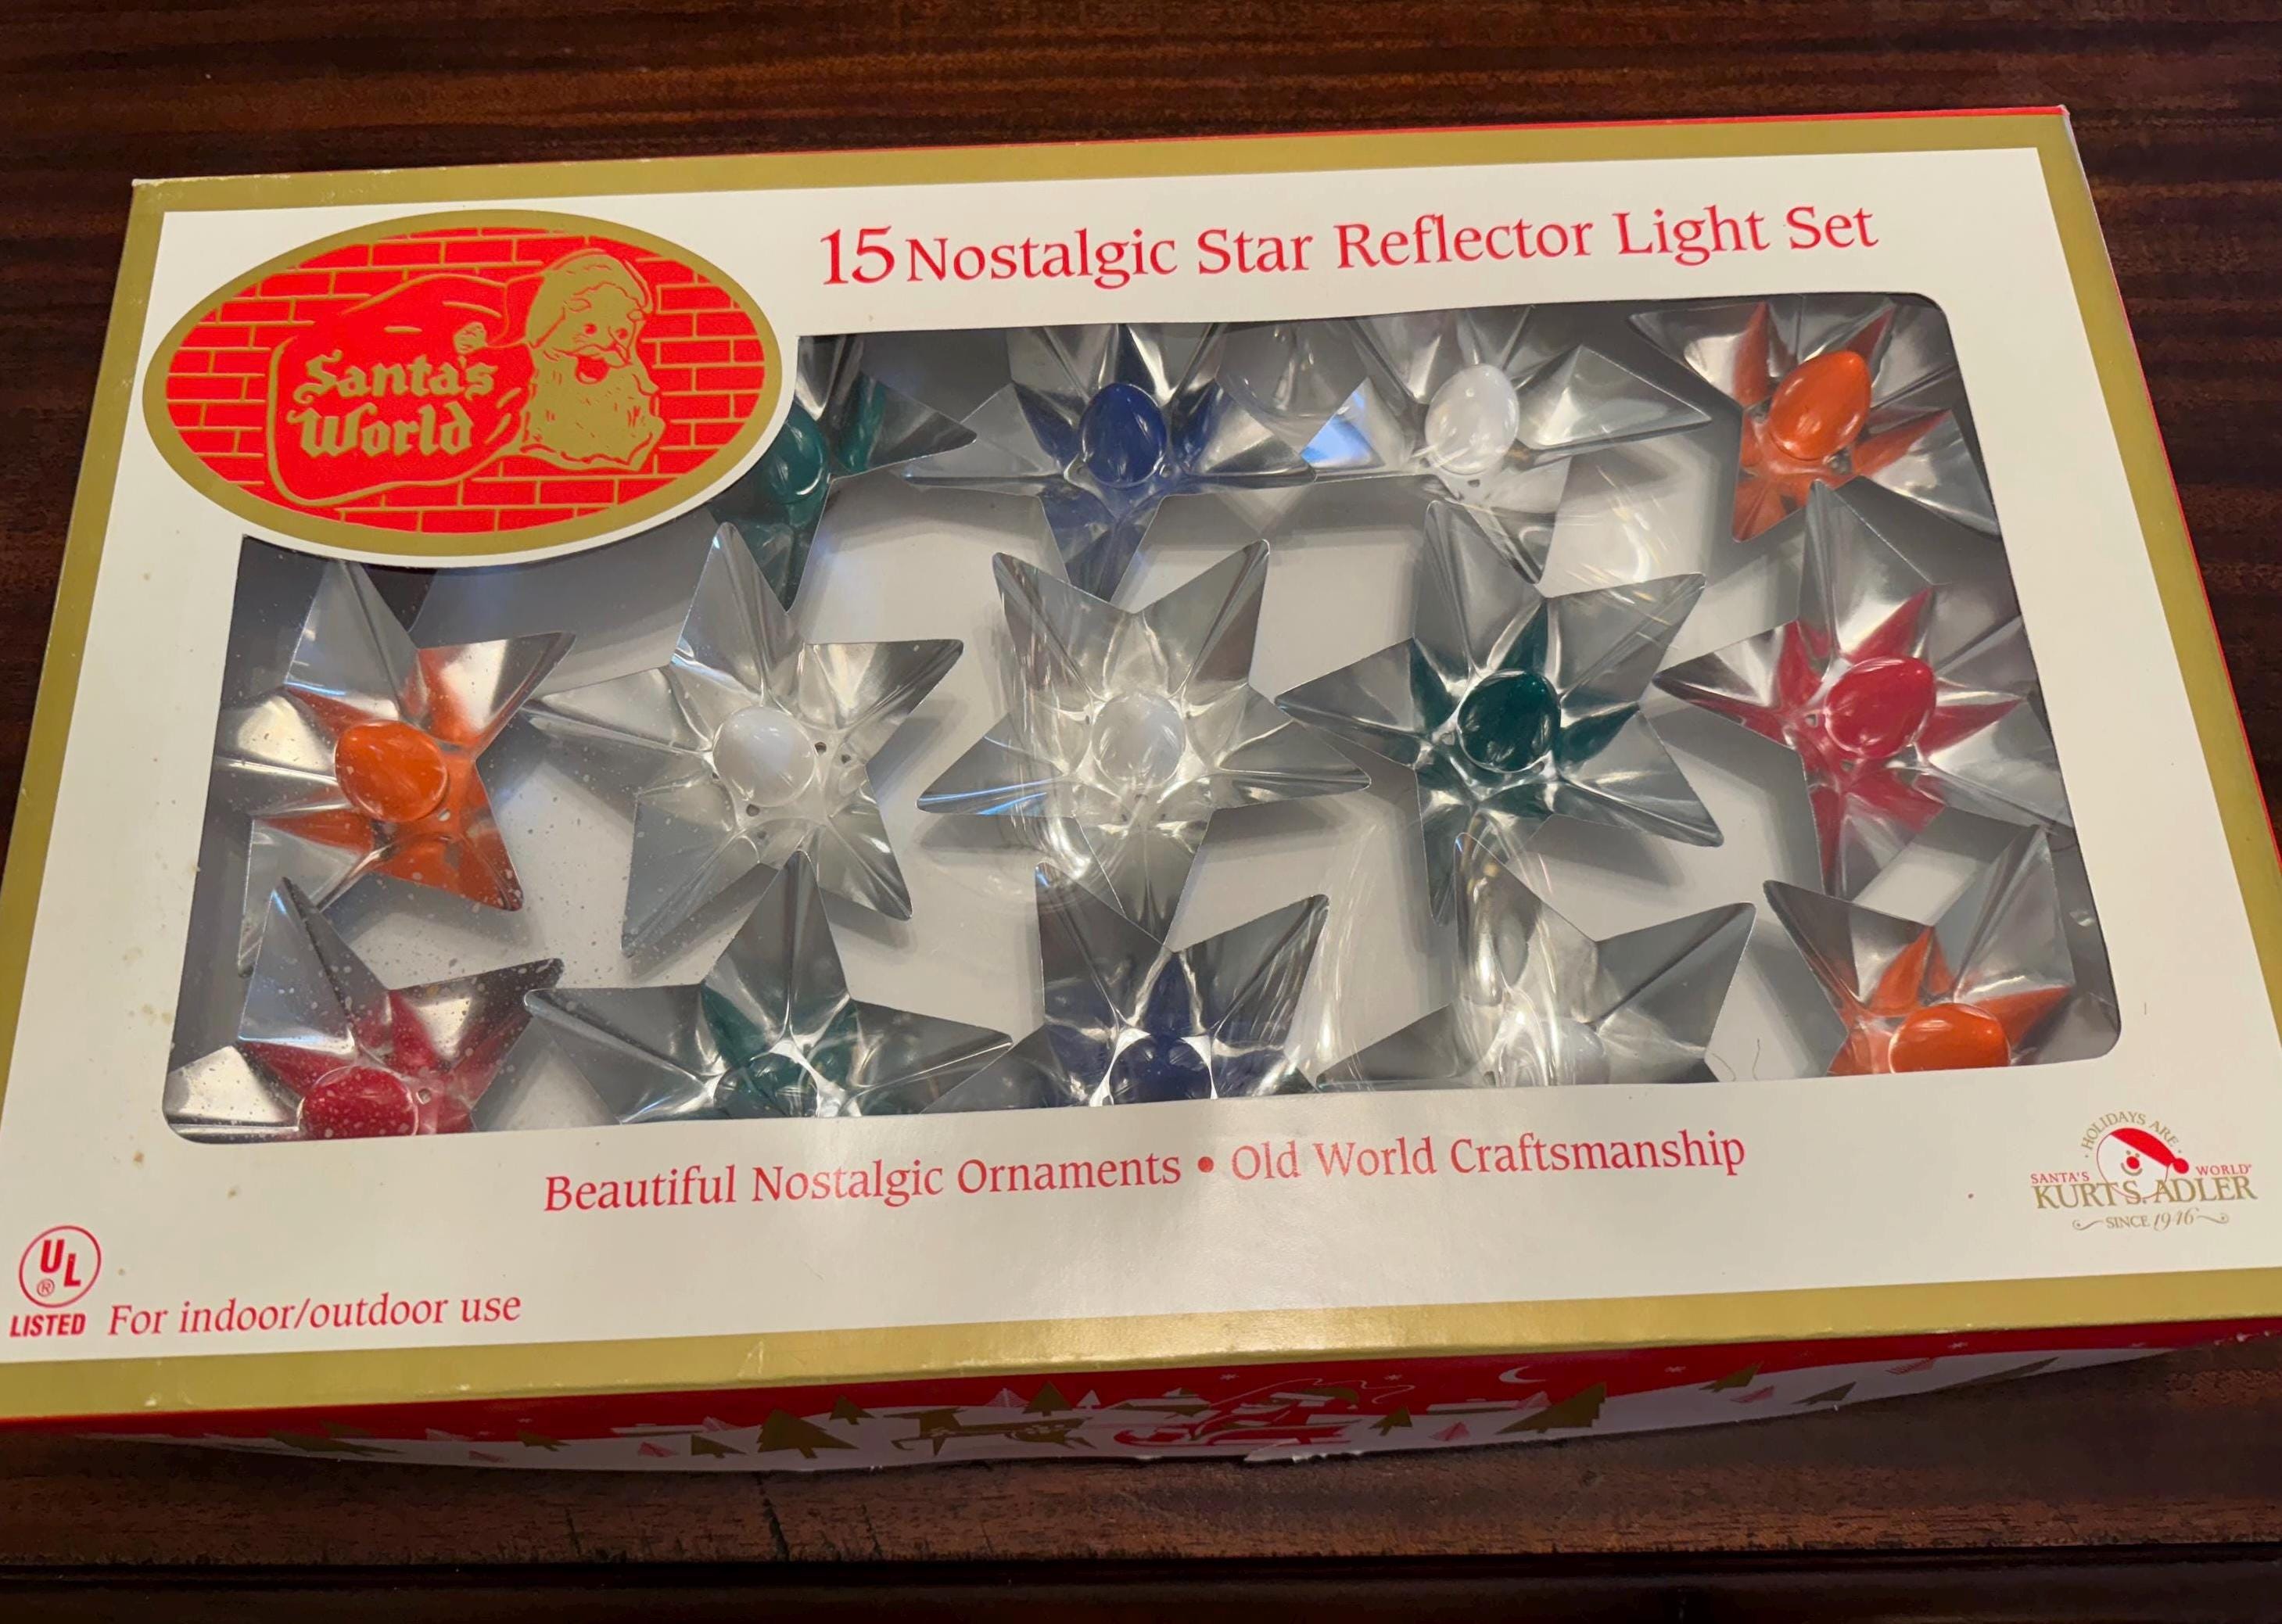 15 Nostalgic Star Reflector Light Set
Santa's
World
Beautiful Nostalgic Ornaments • Old World Craftsmanship
HOLIDAYS ARE
SANTA'S WORLD
KURT S. ADLER
SINCE 1946
UL
®
LISTED
For indoor/outdoor use